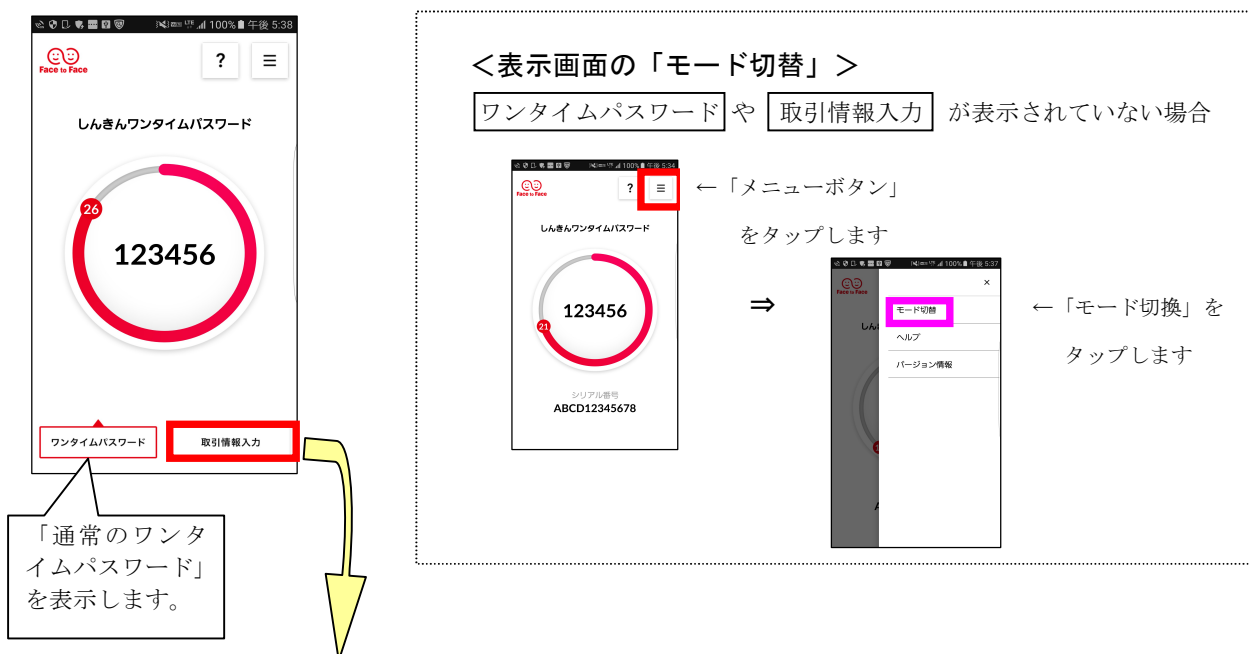 100% 午後 5:38
Face to Face
?
しんきんワンタイムパスワード
26
123456
ワンタイムパスワード
取引情報入力
「通常のワンタ
イムパスワード」
を表示します。
＜表示画面の「モード切替」＞
ワンタイムパスワード や 取引情報入力 が表示されていない場合
100% 午後 5:34
Face to Face
?
←「メニューボタン」
をタップします
しんきんワンタイムパスワード
21
123456
シリアル番号
ABCD12345678
⇒
100% 午後 5:37
Face to Face
×
モード切替
ヘルプ
バージョン情報
しん
←「モード切換」を
タップします